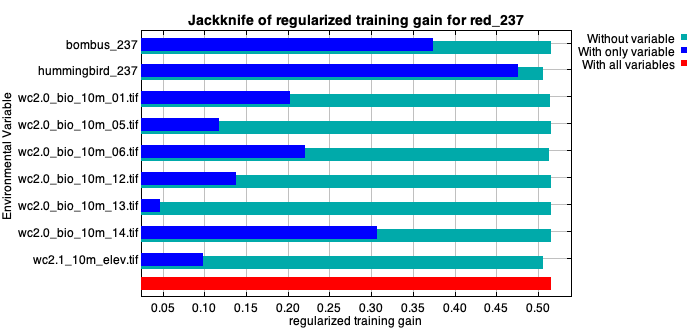 Jackknife of regularized training gain for red_237
Without variable
With only variable
With all variables
Environmental Variable
bombus_237
hummingbird_237
wc2.0_bio_10m_01.tif
wc2.0_bio_10m_05.tif
wc2.0_bio_10m_06.tif
wc2.0_bio_10m_12.tif
wc2.0_bio_10m_13.tif
wc2.0_bio_10m_14.tif
wc2.1_10m_elev.tif
0.05 0.10 0.15 0.20 0.25 0.30 0.35 0.40 0.45 0.50
regularized training gain